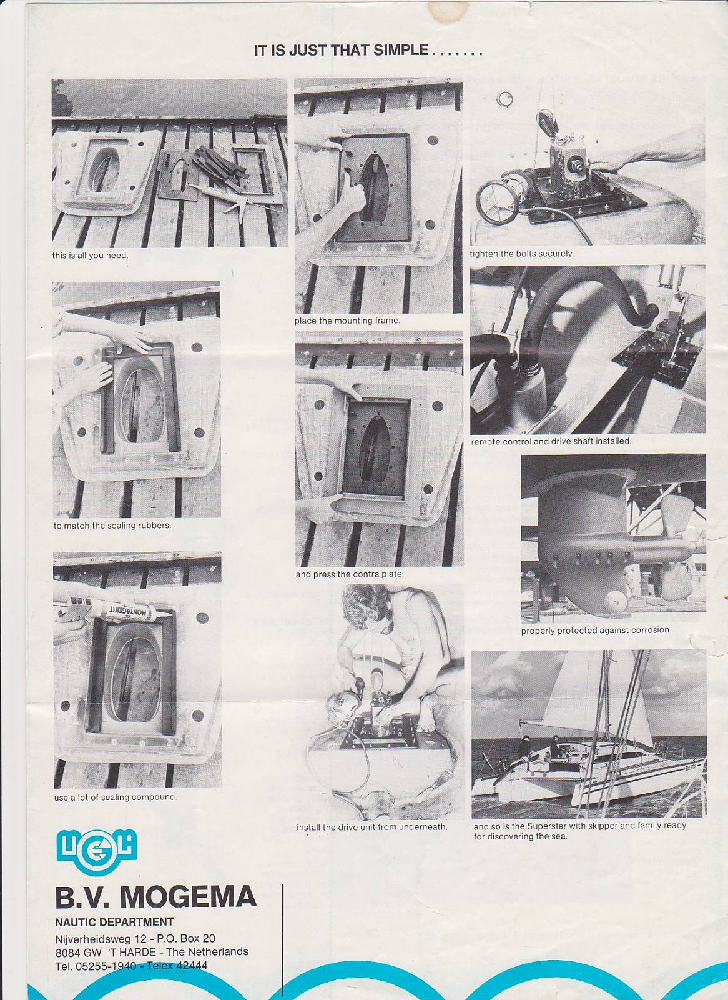 IT IS JUST THAT SIMPLE.......
this is all you need.
to match the sealing rubbers.
MONTAGEKIT
use a lot of sealing compound.
place the mounting frame.
and press the contra plate.
install the drive unit from underneath.
tighten the bolts securely.
remote control and drive shaft installed.
properly protected against corrosion.
and so is the Superstar with skipper and family ready
for discovering the sea.
B.V. MOGEMA
NAUTIC DEPARTMENT
Nijverheidsweg 12 - P.O. Box 20
8084 GW 'T HARDE - The Netherlands
Tel. 05255-1940 - Telex 42444